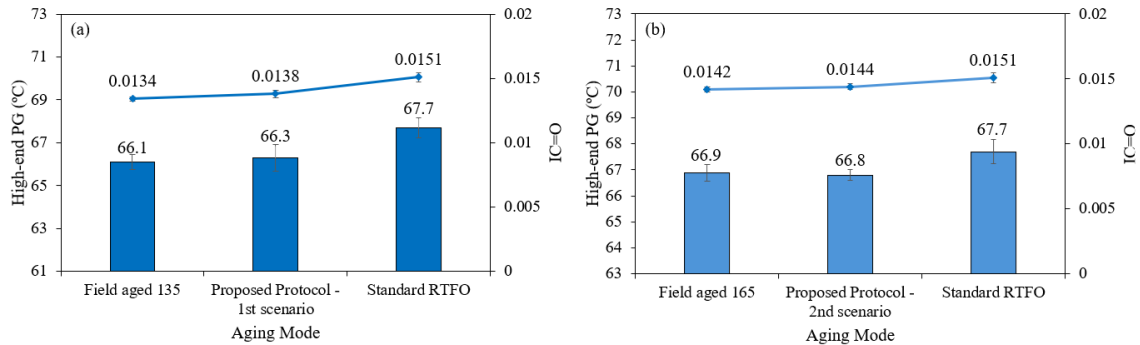 (a)
High-end PG (ºC)
73
71
69
67
65
63
61
0.0134
0.0138
0.0151
66.1
66.3
67.7
0.02
0.015
0.01
0.005
0
IC=O
Field aged 135
Proposed Protocol -
1st scenario
Standard RTFO
Aging Mode
(b)
High-end PG (ºC)
73
72
71
70
69
68
67
66
65
64
63
0.0142
0.0144
0.0151
66.9
66.8
67.7
0.02
0.015
0.01
0.005
0
IC=O
Field aged 165
Proposed Protocol -
2nd scenario
Standard RTFO
Aging Mode